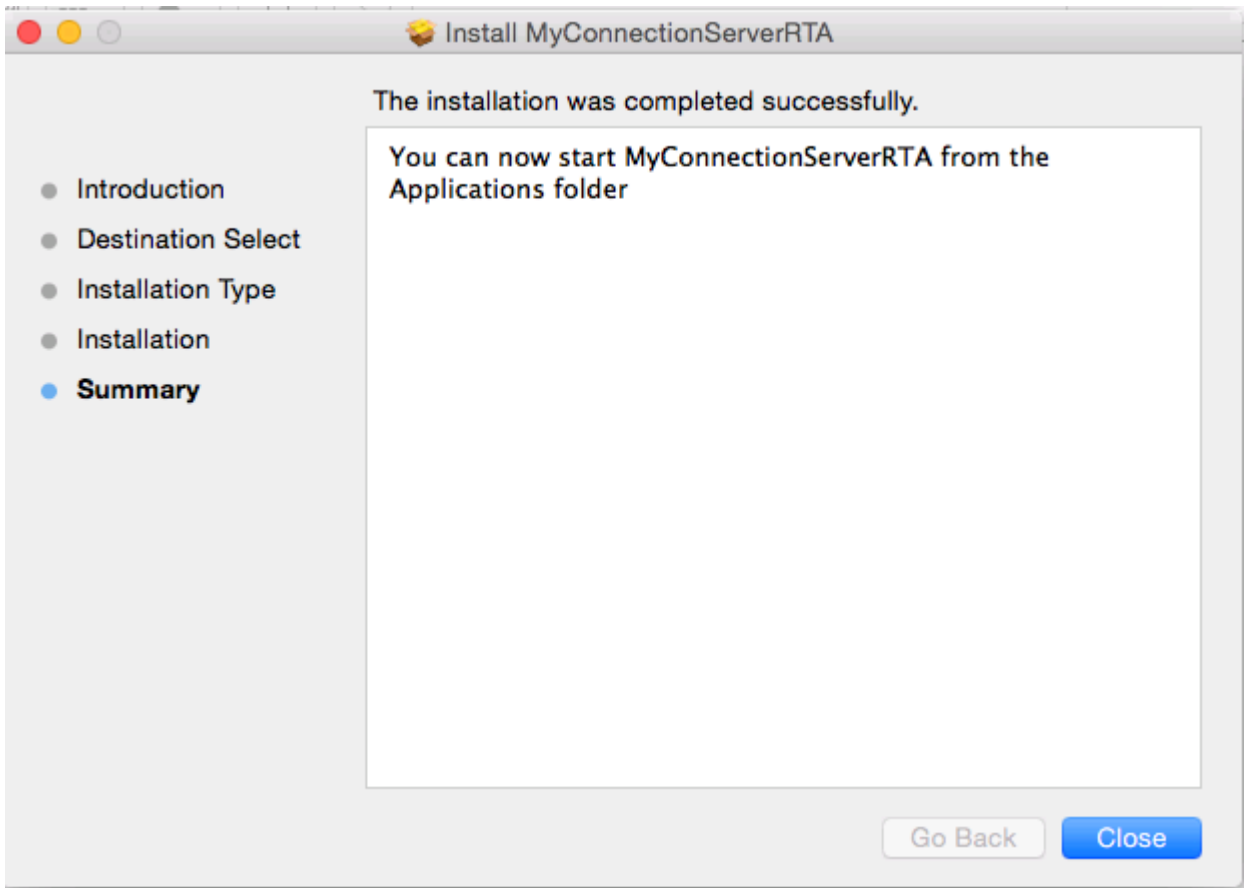 Install MyConnectionServerRTA
The installation was completed successfully.
You can now start MyConnectionServerRTA from the
Applications folder
Introduction
Destination Select
Installation Type
Installation
Summary
Go Back
Close